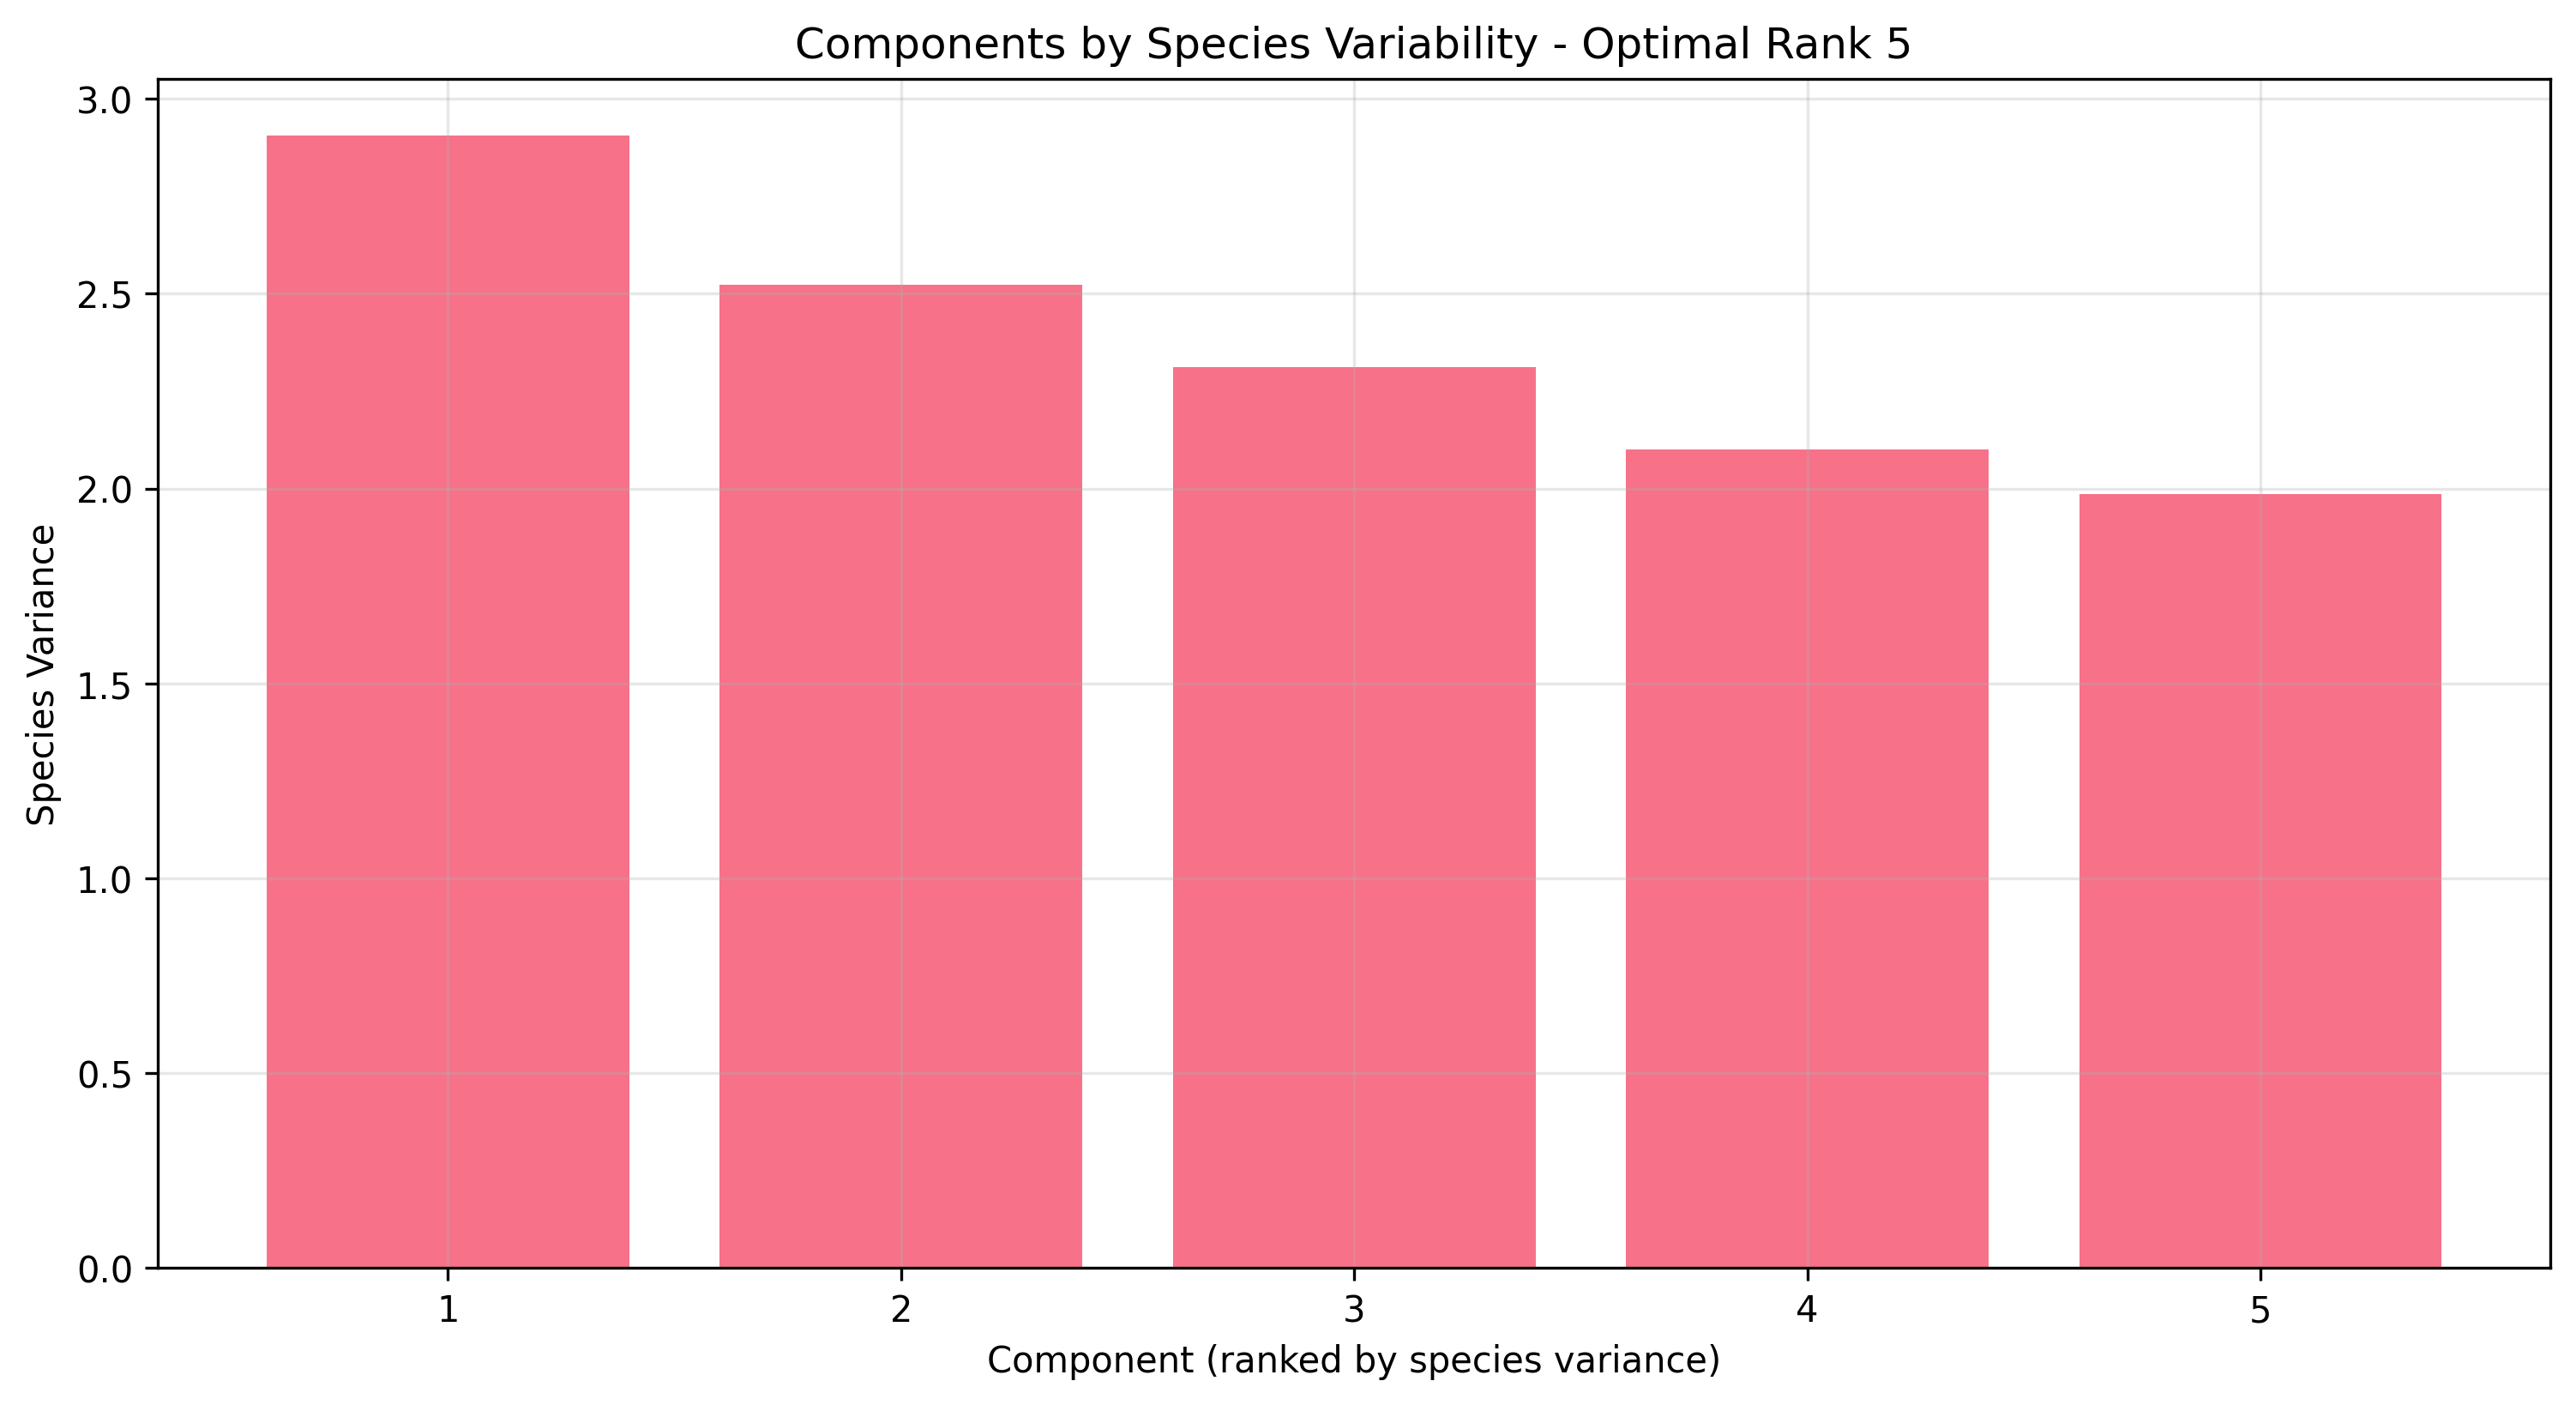 Components by Species Variability - Optimal Rank 5
3.0
2.5
2.0
1.5
1.0
0.5
0.0
Species Variance
1 2 3 4 5
Component (ranked by species variance)